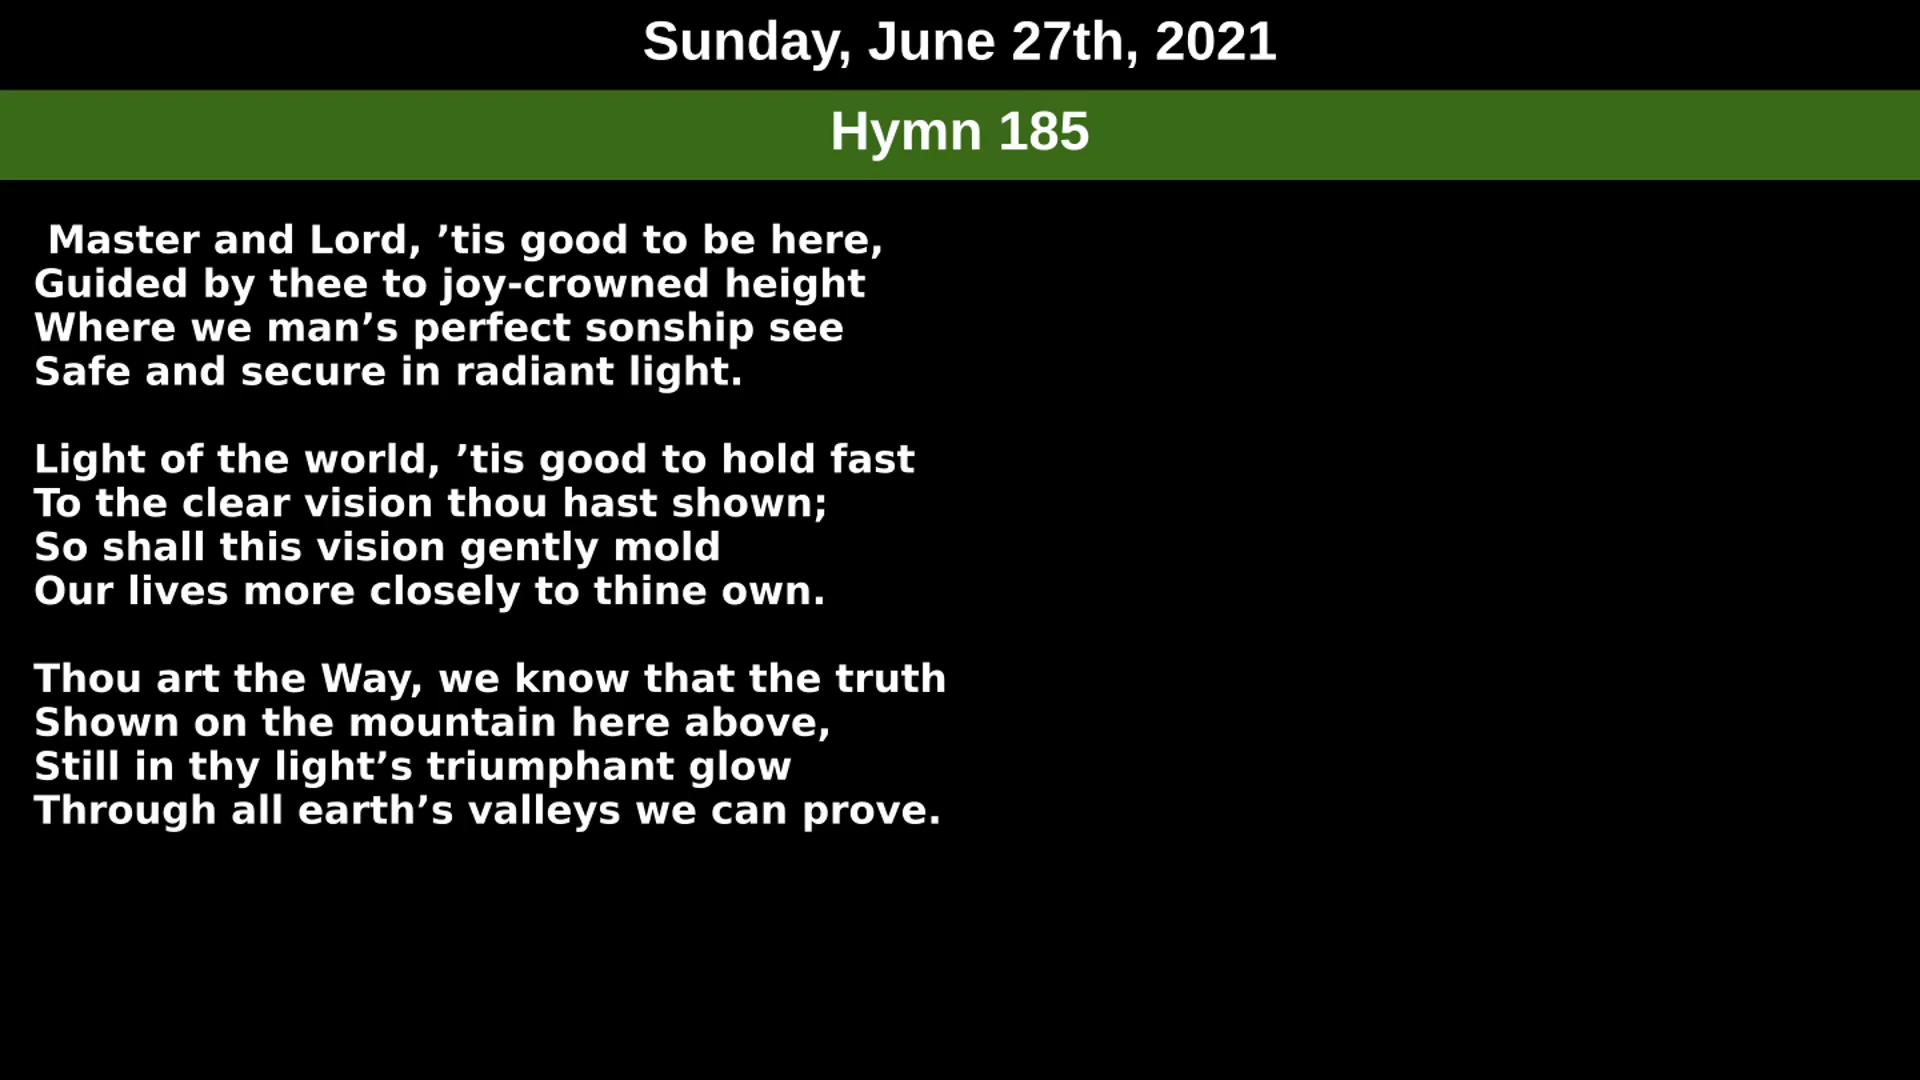 Sunday, June 27th, 2021
Hymn 185
Master and Lord, ’tis good to be here,
Guided by thee to joy-crowned height
Where we man’s perfect sonship see
Safe and secure in radiant light.
Light of the world, ’tis good to hold fast
To the clear vision thou hast shown;
So shall this vision gently mold
Our lives more closely to thine own.
Thou art the Way, we know that the truth
Shown on the mountain here above,
Still in thy light’s triumphant glow
Through all earth’s valleys we can prove.